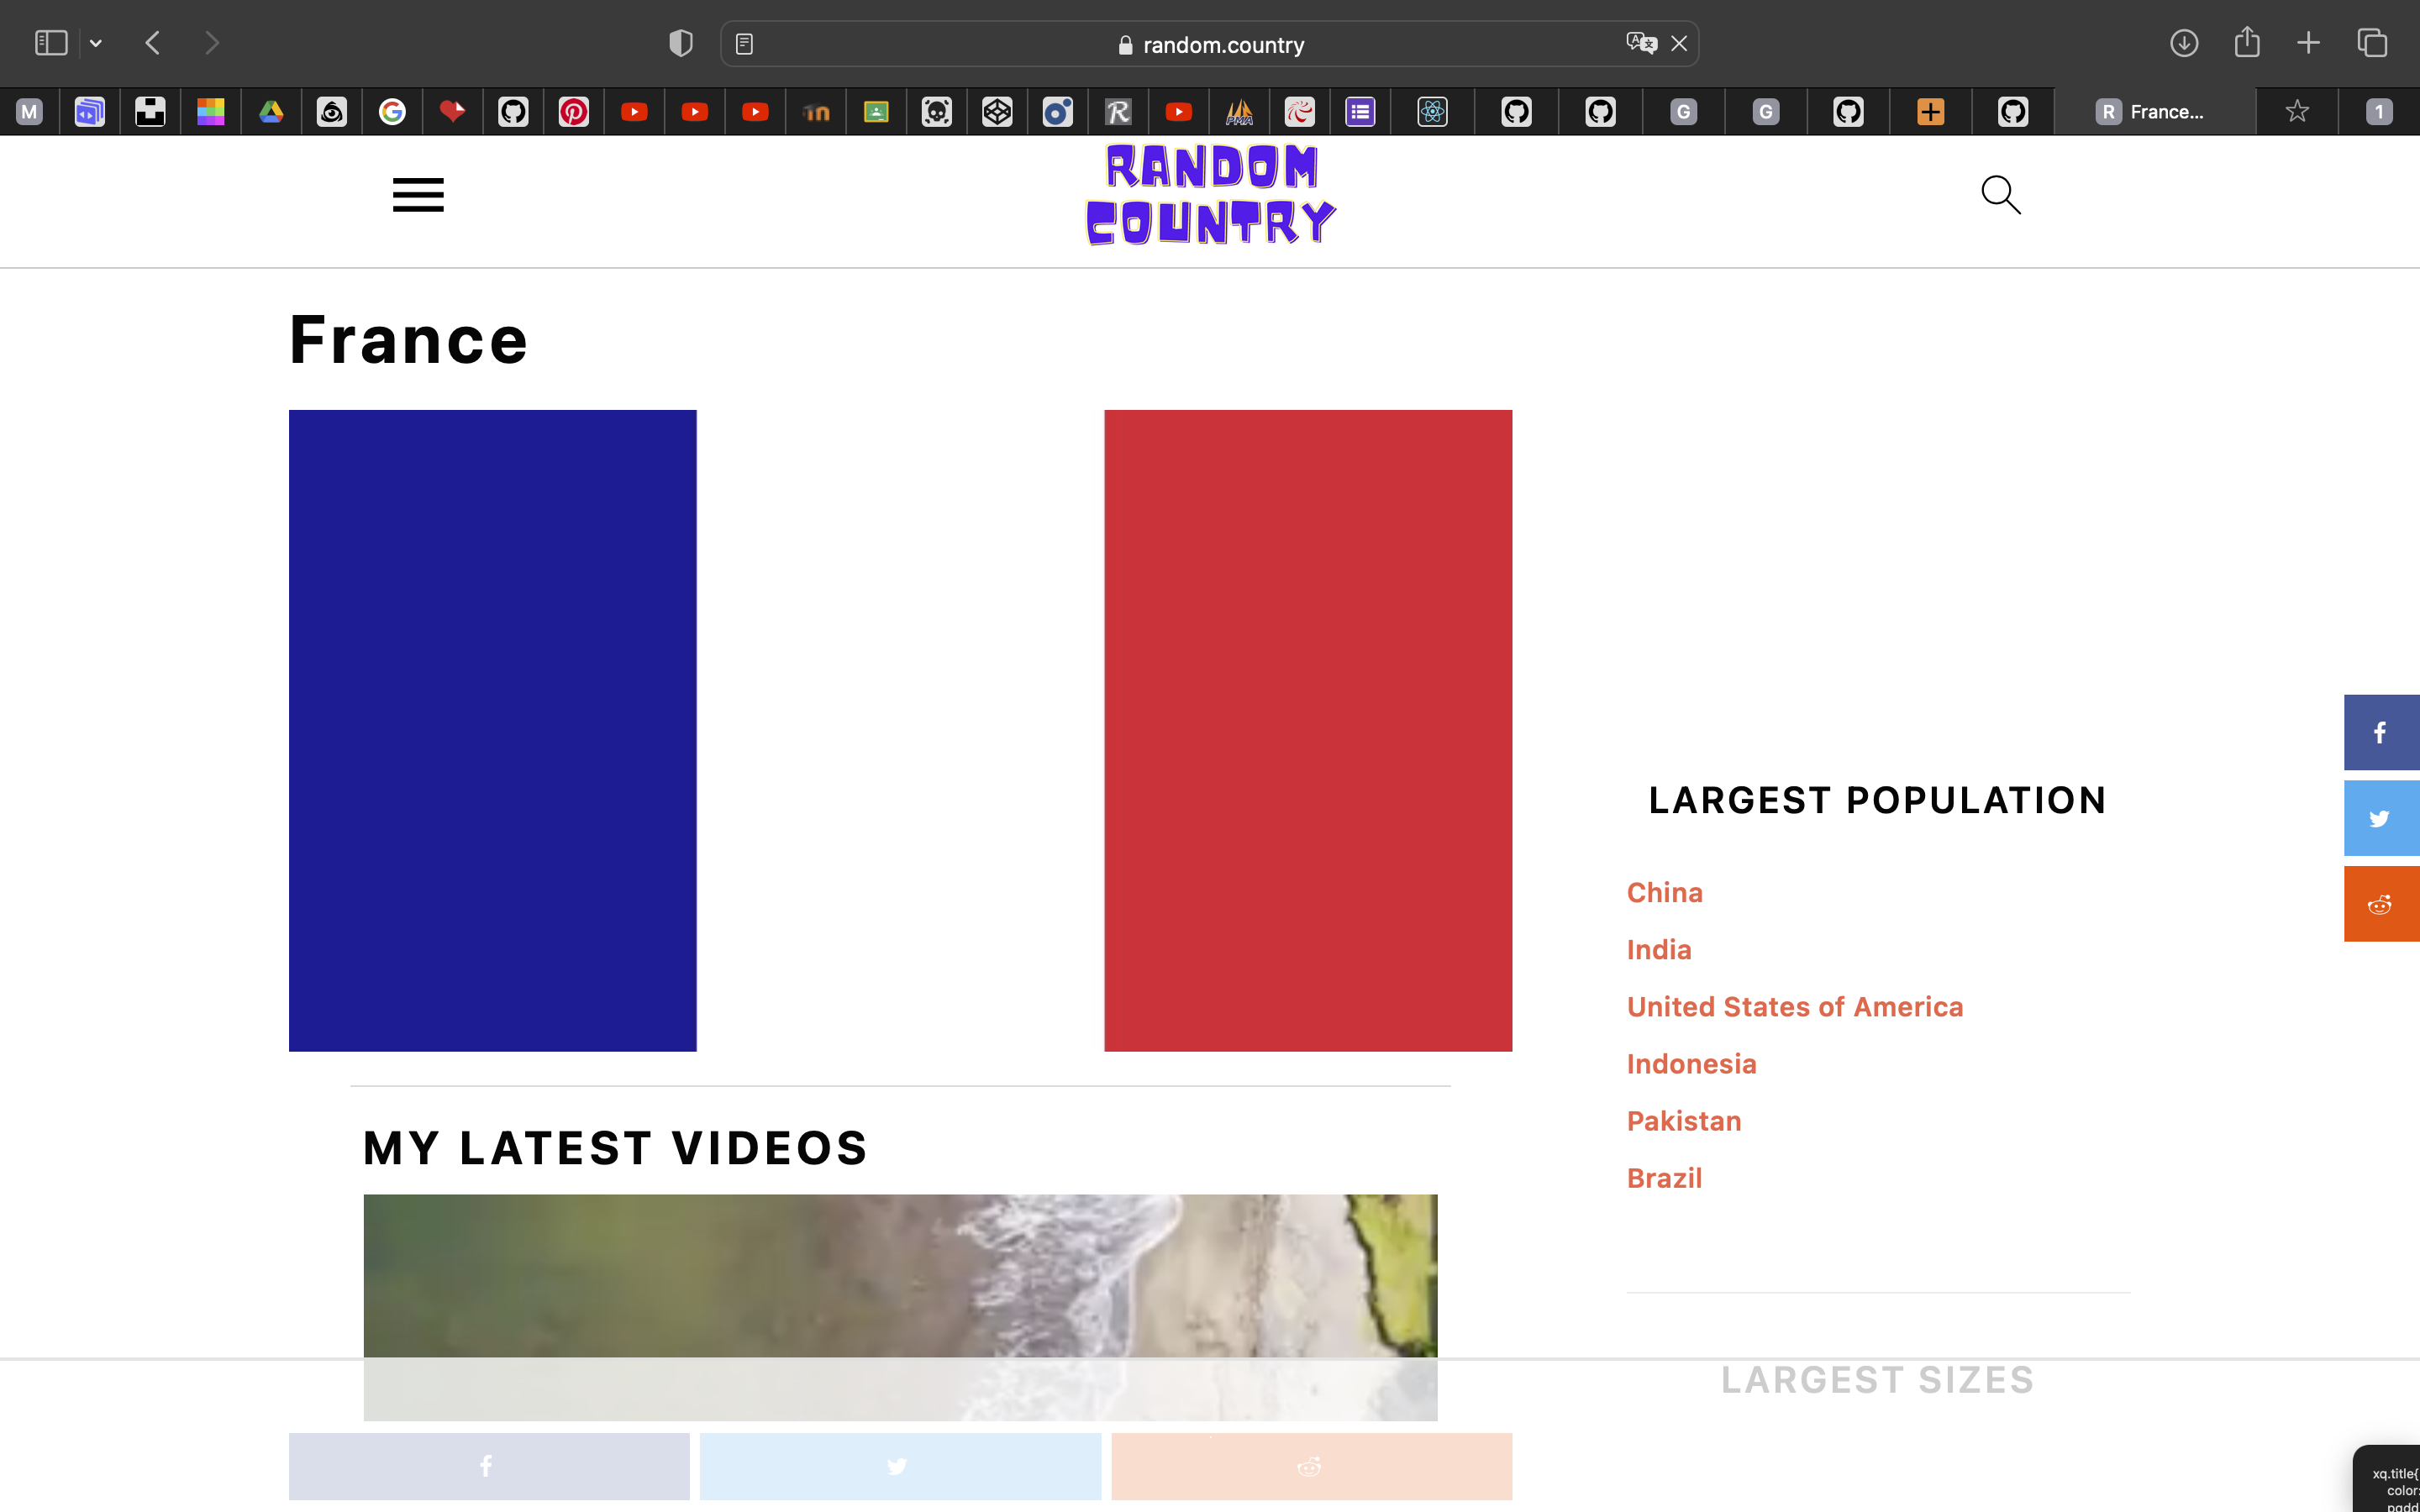 random.country
M
G
G
R France...
1
RANDOM
COUNTRY
France
LARGEST POPULATION
China
India
United States of America
Indonesia
Pakistan
Brazil
MY LATEST VIDEOS
LARGEST SIZES
xq.title{
color: